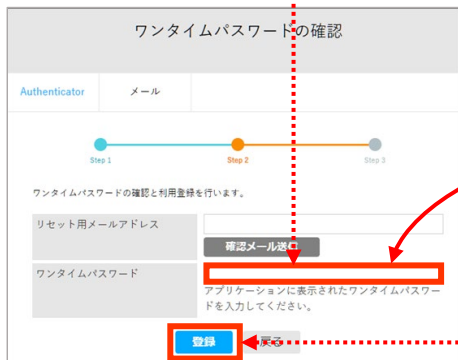 ワンタイムパスワードの確認
Authenticator メール
Step 1 Step 2 Step 3
ワンタイムパスワードの確認と利用登録を行います。
リセット用メールアドレス
確認メール送信
ワンタイムパスワード
アプリケーションに表示されたワンタイムパスワー
ドを入力してください。
登録 戻る